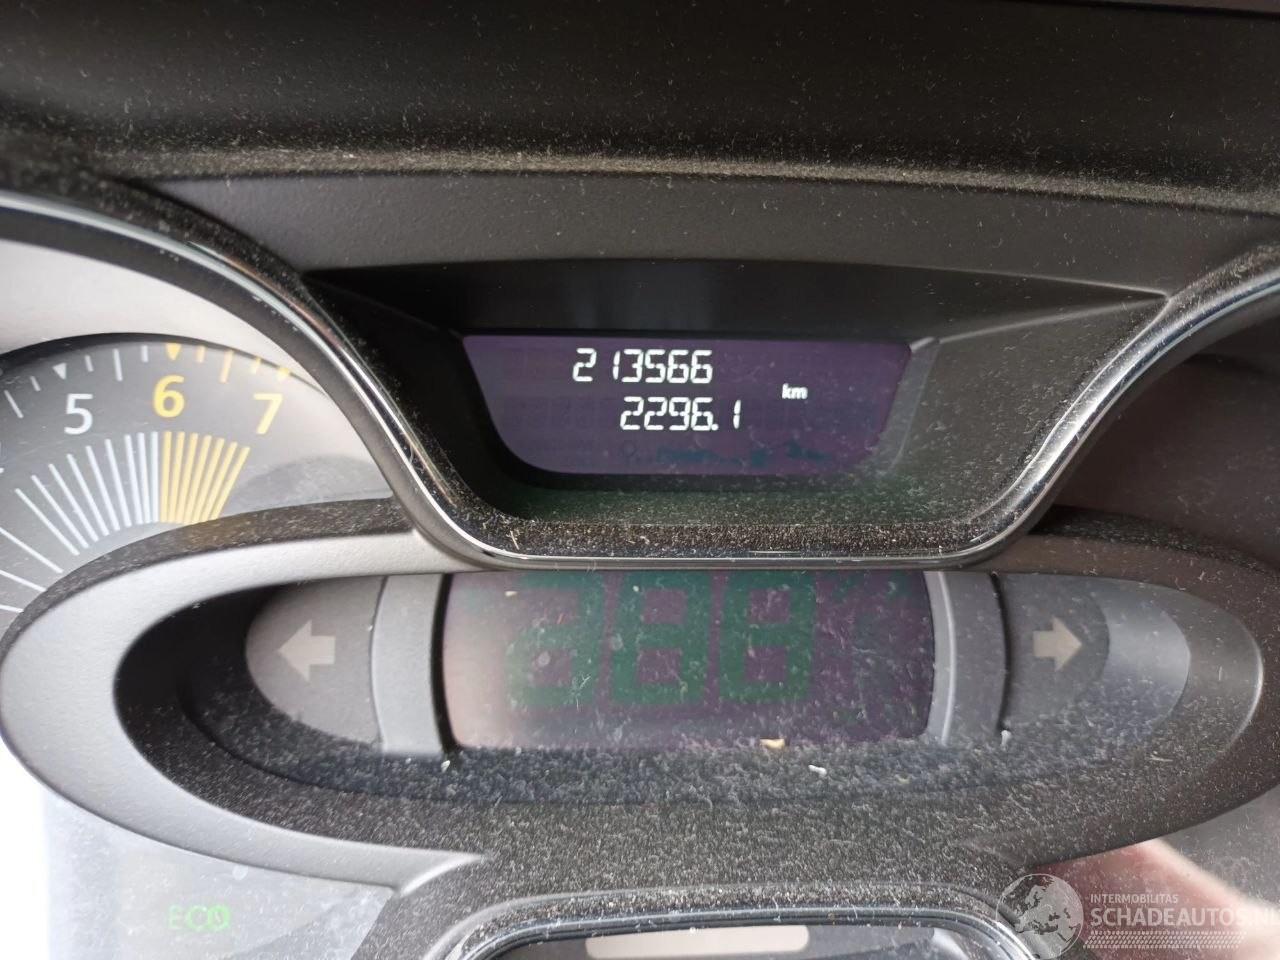 213566
km
2296.1
5
6
7
ECO
INTERMOBILITAS
SCHADEAUTOS.NL